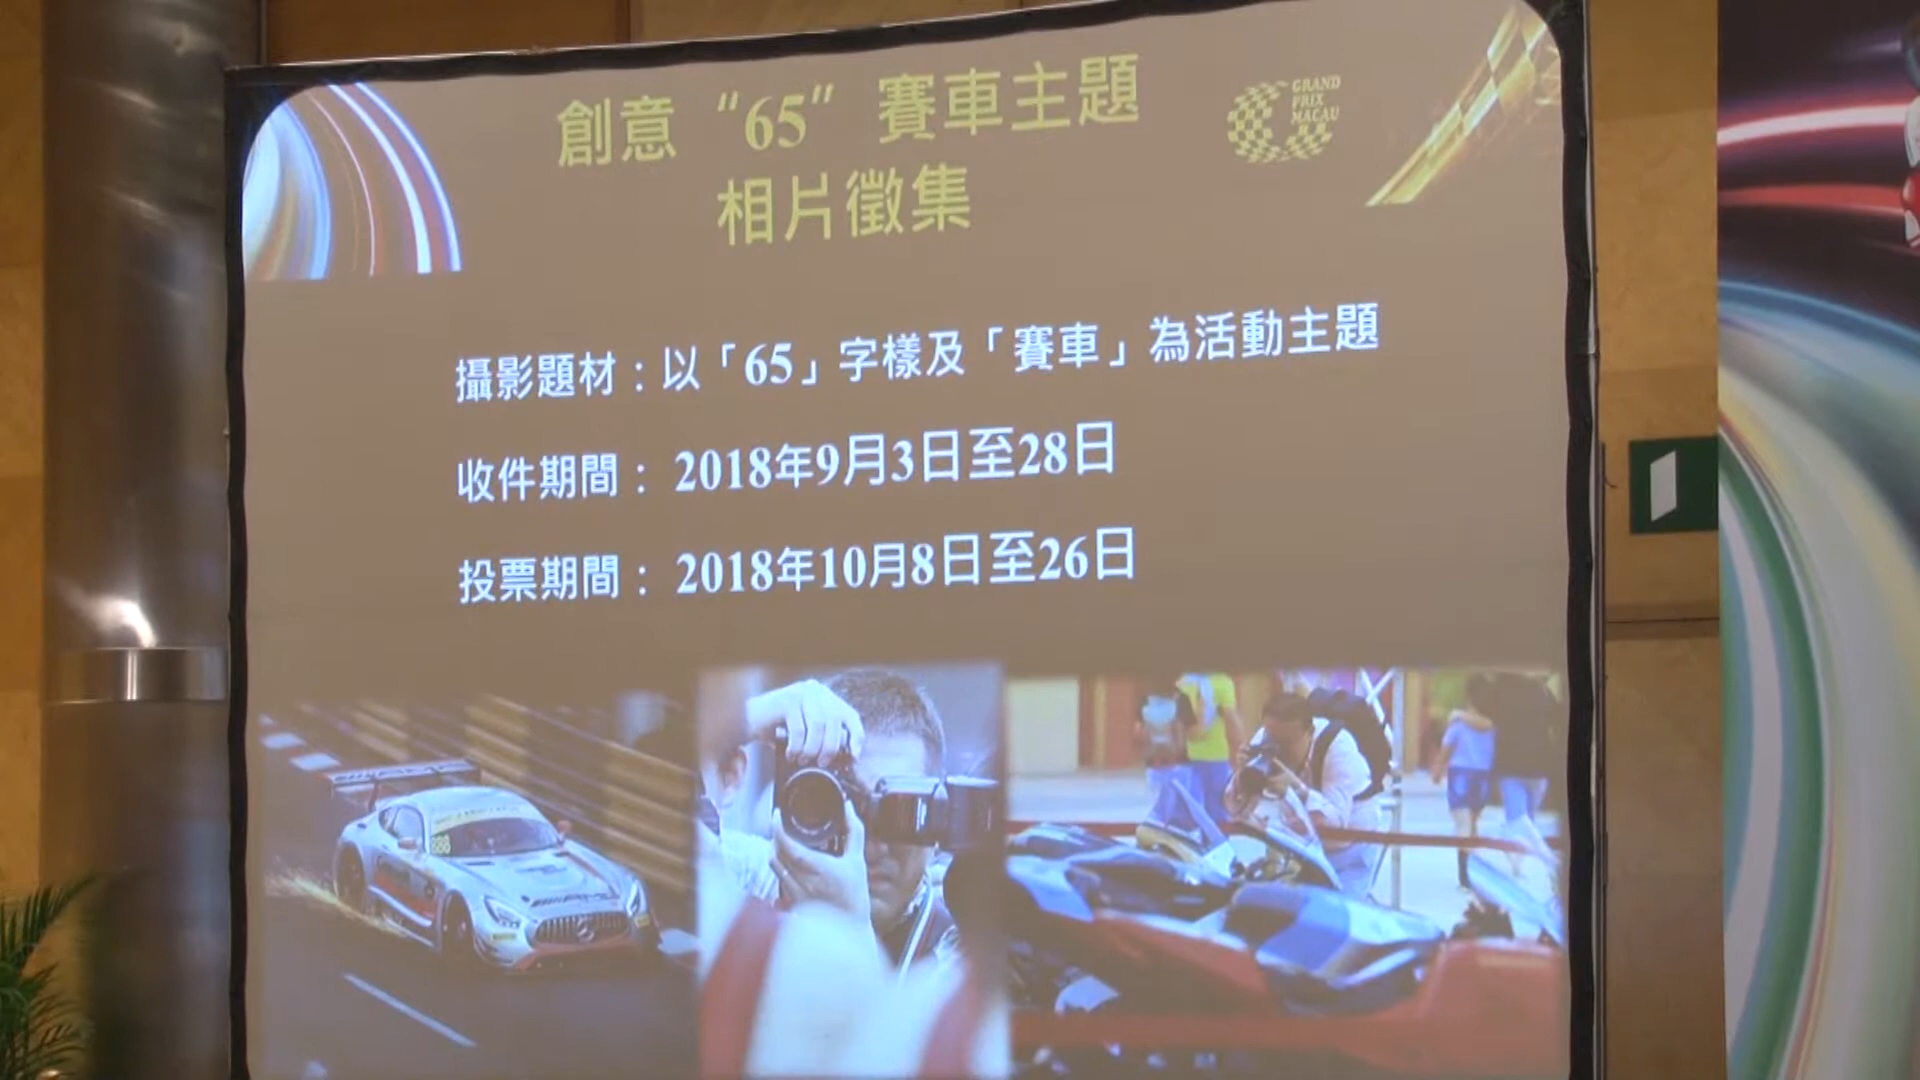 創意 “65” 賽車主題
相片徵集
GRAND
PRIX
MACAU
攝影題材：以「65」字樣及「賽車」為活動主題
收件期間： 2018年9月3日至28日
投票期間： 2018年10月8日至26日
888
AMG